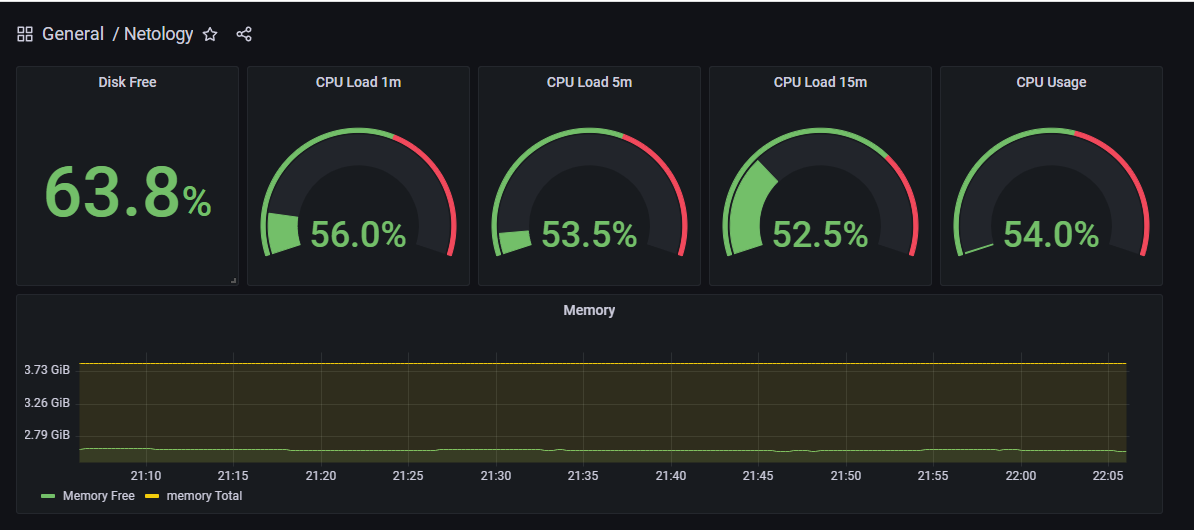 General / Netology
Disk Free
CPU Load 1m
CPU Load 5m
CPU Load 15m
CPU Usage
63.8%
56.0%
53.5%
52.5%
54.0%
Memory
3.73 GiB
3.26 GiB
2.79 GiB
21:10 21:15 21:20 21:25 21:30 21:35 21:40 21:45 21:50 21:55 22:00 22:05
Memory Free memory Total